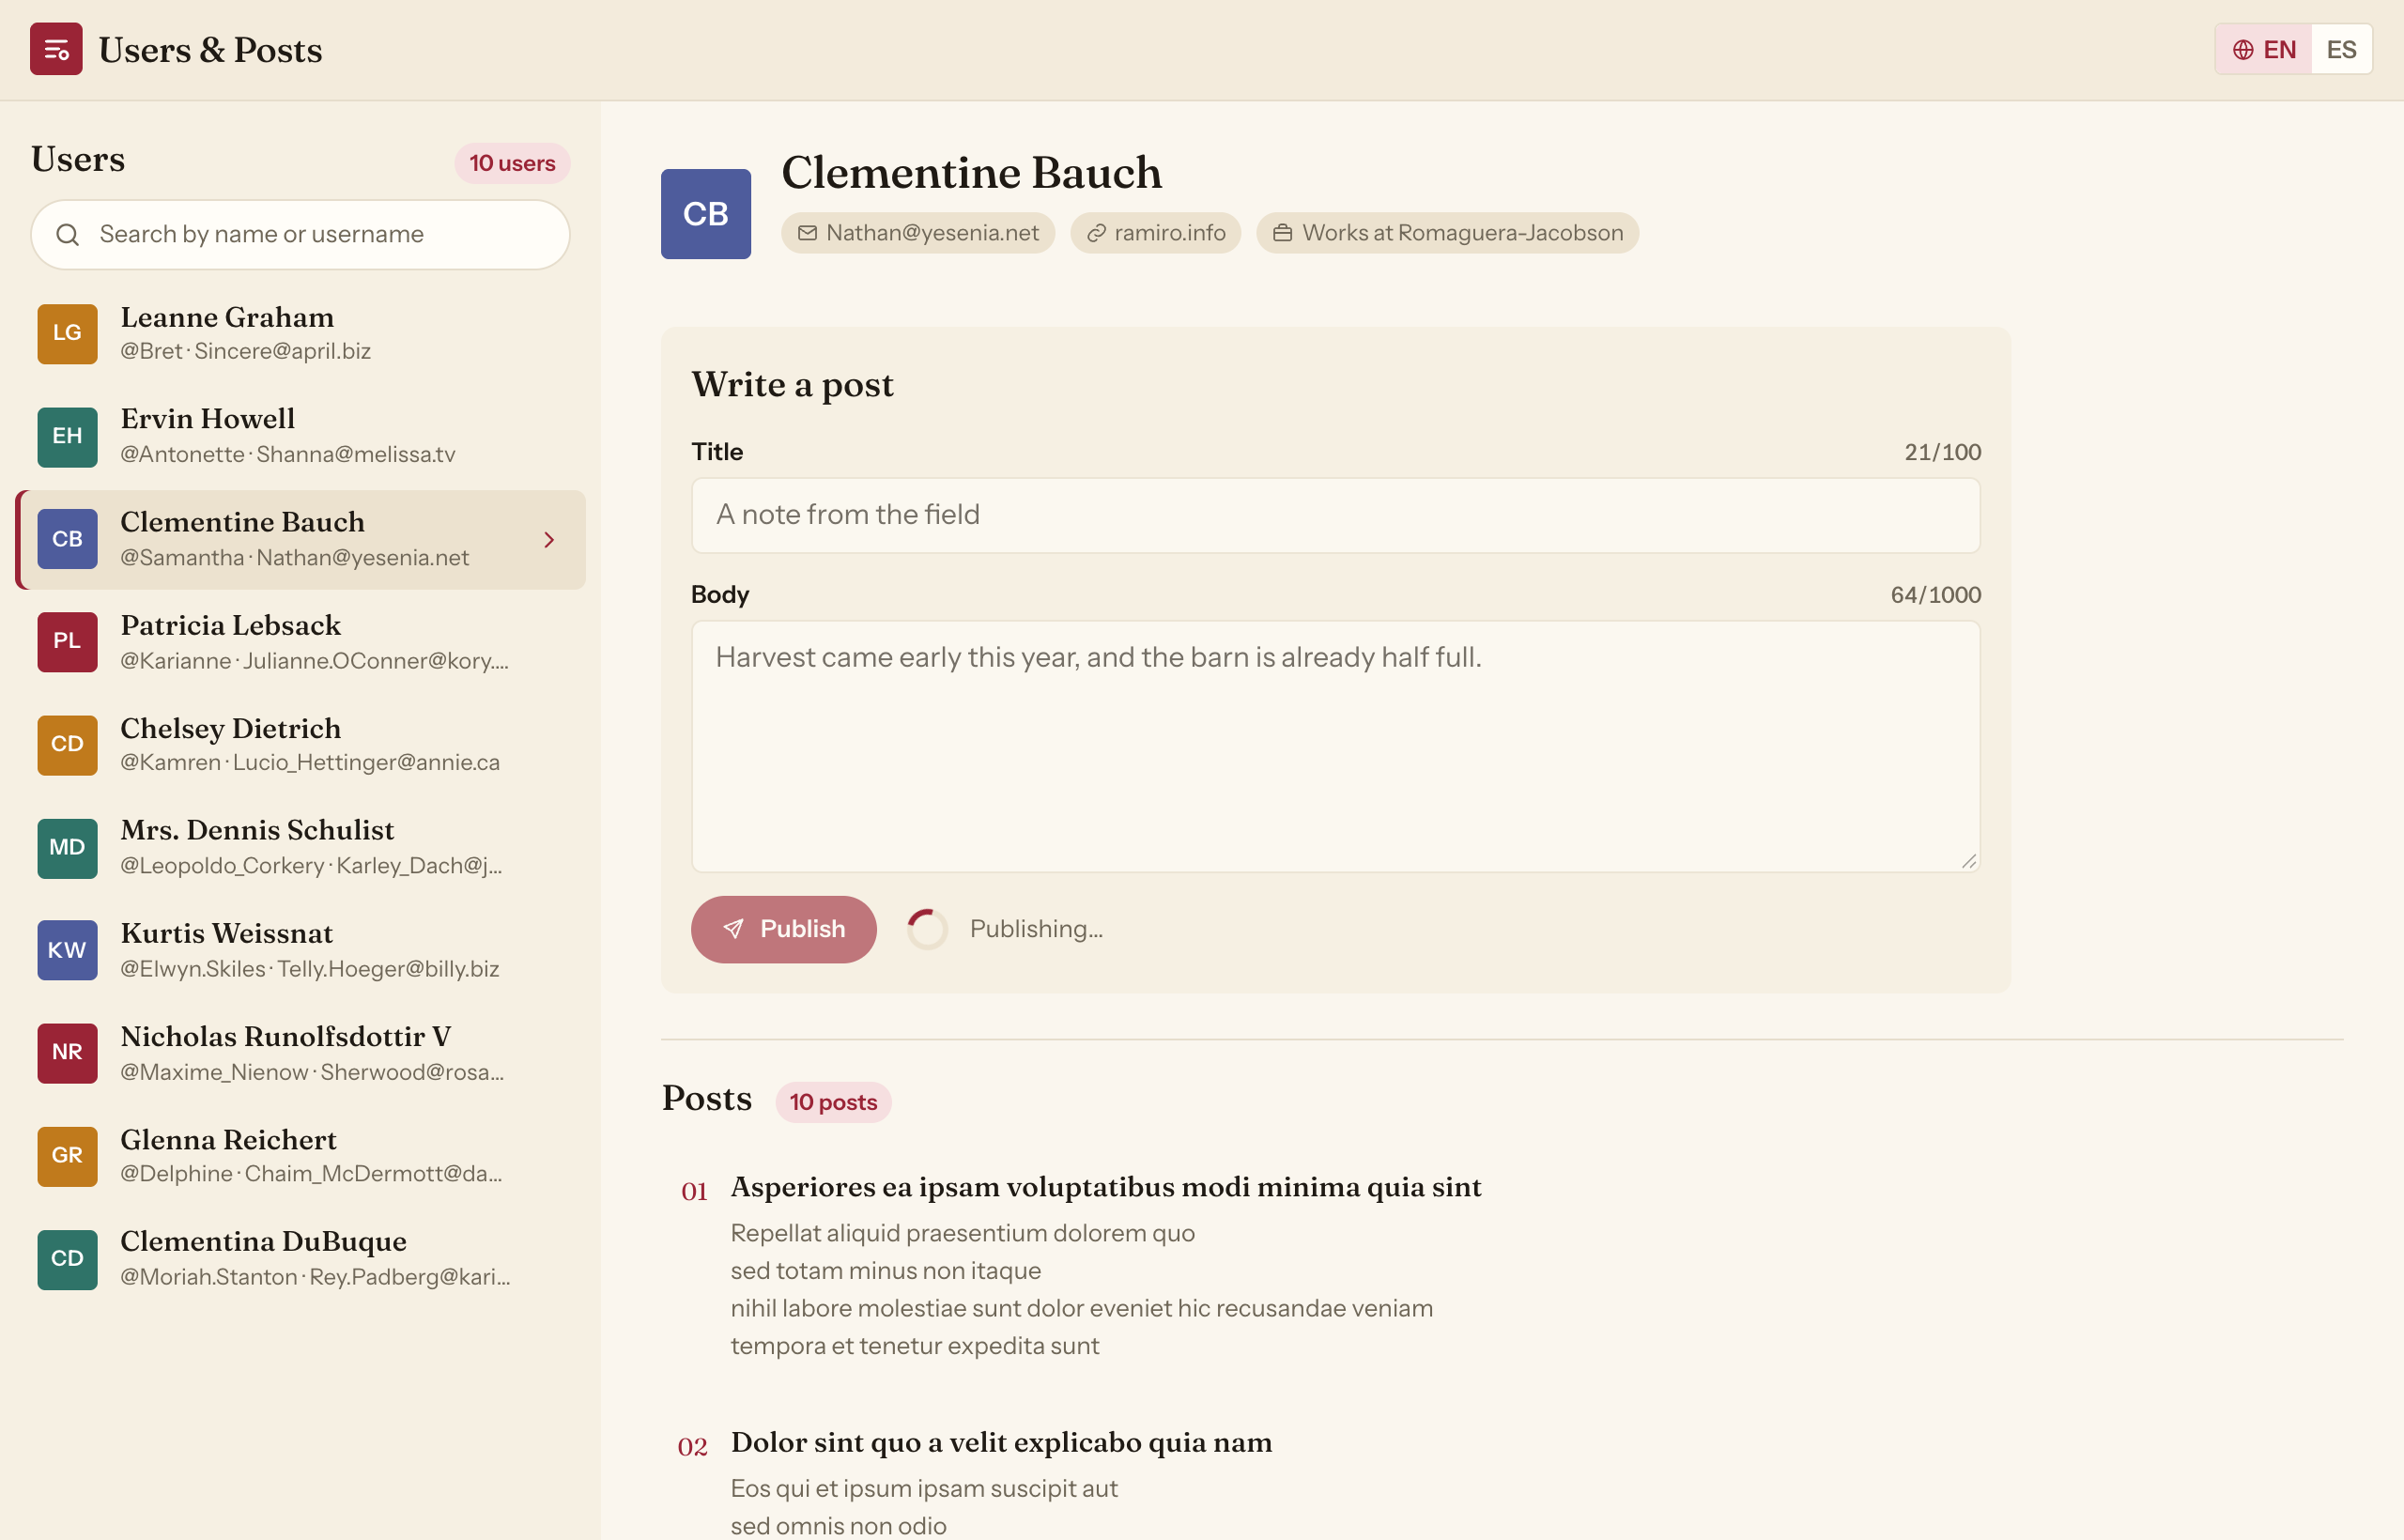 Users & Posts
EN
ES
Users
10 users
Search by name or username
LG
Leanne Graham
@Bret · Sincere@april.biz
EH
Ervin Howell
@Antonette · Shanna@melissa.tv
CB
Clementine Bauch
@Samantha · Nathan@yesenia.net
PL
Patricia Lebsack
@Karianne · Julianne.OConner@kory....
CD
Chelsey Dietrich
@Kamren · Lucio_Hettinger@annie.ca
MD
Mrs. Dennis Schulist
@Leopoldo_Corkery · Karley_Dach@j...
KW
Kurtis Weissnat
@Elwyn.Skiles · Telly.Hoeger@billy.biz
NR
Nicholas Runolfsdottir V
@Maxime_Nienow · Sherwood@rosa...
GR
Glenna Reichert
@Delphine · Chaim_McDermott@da...
CD
Clementina DuBuque
@Moriah.Stanton · Rey.Padberg@kari...
CB
Clementine Bauch
Nathan@yesenia.net
ramiro.info
Works at Romaguera-Jacobson
Write a post
Title
21/100
A note from the field
Body
64/1000
Harvest came early this year, and the barn is already half full.
Publish
Publishing...
Posts
10 posts
01
Asperiores ea ipsam voluptatibus modi minima quia sint
Repellat aliquid praesentium dolorem quo
sed totam minus non itaque
nihil labore molestiae sunt dolor eveniet hic recusandae veniam
tempora et tenetur expedita sunt
02
Dolor sint quo a velit explicabo quia nam
Eos qui et ipsum ipsam suscipit aut
sed omnis non odio